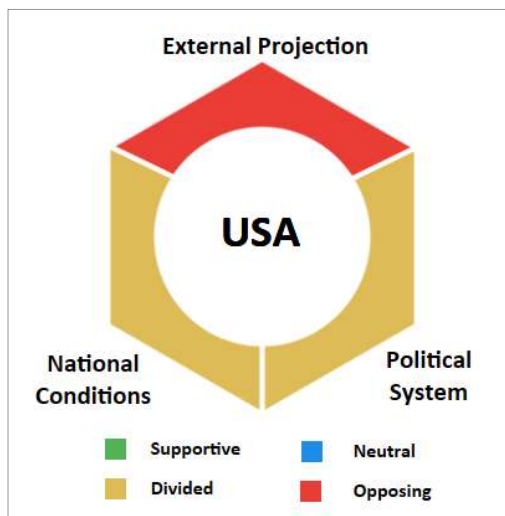 External Projection
USA
National
Conditions
Political
System
Supportive
Neutral
Divided
Opposing